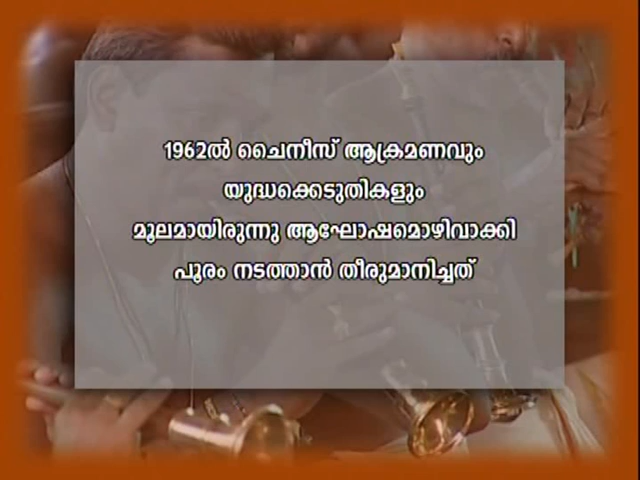 1962ൽ ചൈനീസ് ആക്രമണവും
യുദ്ധക്കെടുതികളും
മൂലമായിരുന്നു ആഘോഷമൊഴിവാക്കി
പൂരം നടത്താൻ തീരുമാനിച്ചത്